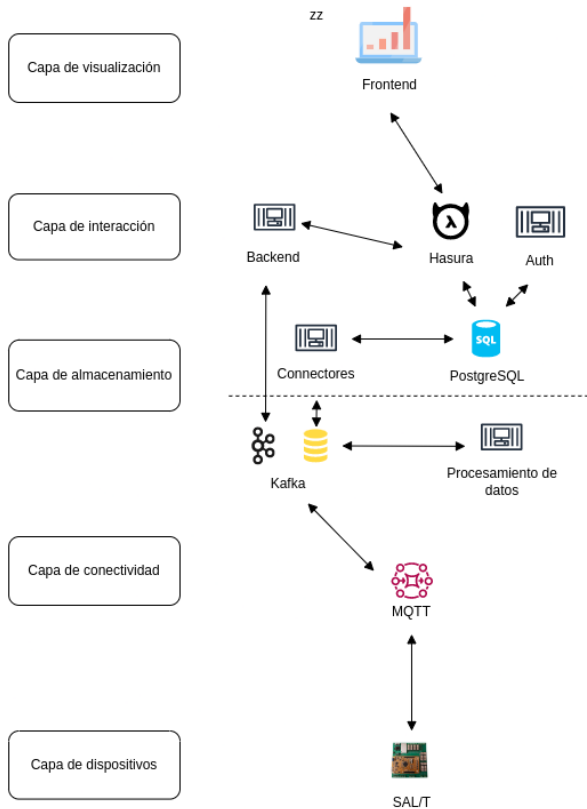 zz
Capa de visualización
Frontend
Capa de interacción
Backend
Hasura
Auth
SQL
Capa de almacenamiento
Connectores
PostgreSQL
Kafka
Procesamiento de
datos
Capa de conectividad
MQTT
Capa de dispositivos
SAL/T